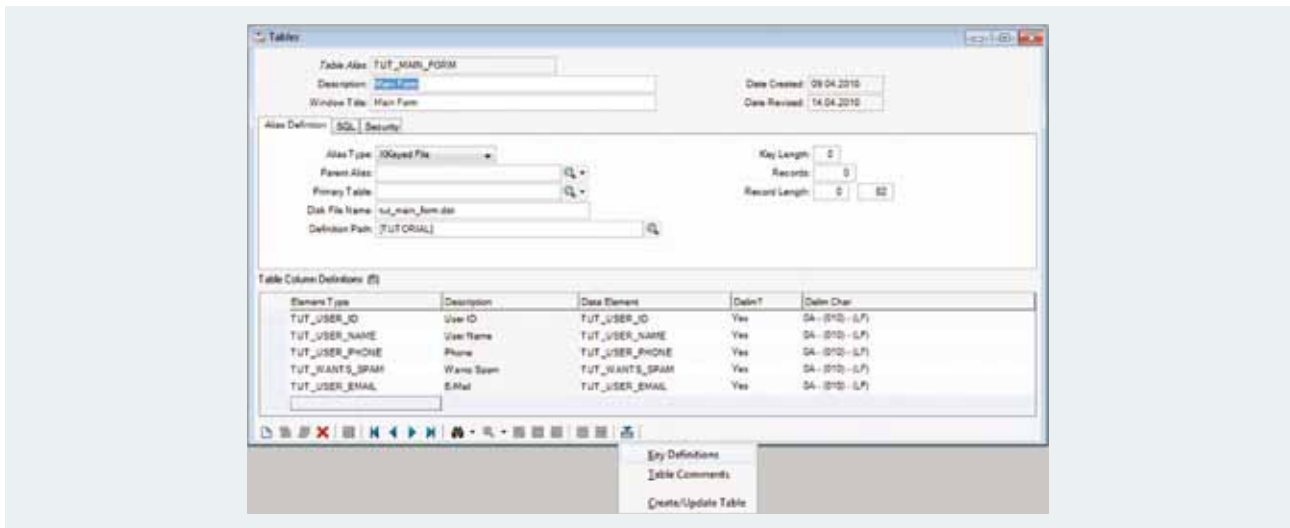 Tables
Table Alias: TUT_MAIN_FORM
Description: Main Form Date Created: 09.04.2010
Window Title: Main Form Date Revised: 14.04.2010
Alias Definition SQL Security
Alias Type: XKeyed File Key Length: 0
Parent Alias: Records: 0
Primary Table: Record Length: 0 82
Disk File Name: tut_main_form.dat
Definition Path: [TUTORIAL]
Table Column Definitions (5)
Element Type Description Data Element Delim? Delim Char
TUT_USER_ID User ID TUT_USER_ID Yes 0A - (010) - (LF)
TUT_USER_NAME User Name TUT_USER_NAME Yes 0A - (010) - (LF)
TUT_USER_PHONE Phone TUT_USER_PHONE Yes 0A - (010) - (LF)
TUT_WANTS_SPAM Wants Spam TUT_WANTS_SPAM Yes 0A - (010) - (LF)
TUT_USER_EMAIL E-Mail TUT_USER_EMAIL Yes 0A - (010) - (LF)
Key Definitions
Table Comments
Create/Update Table